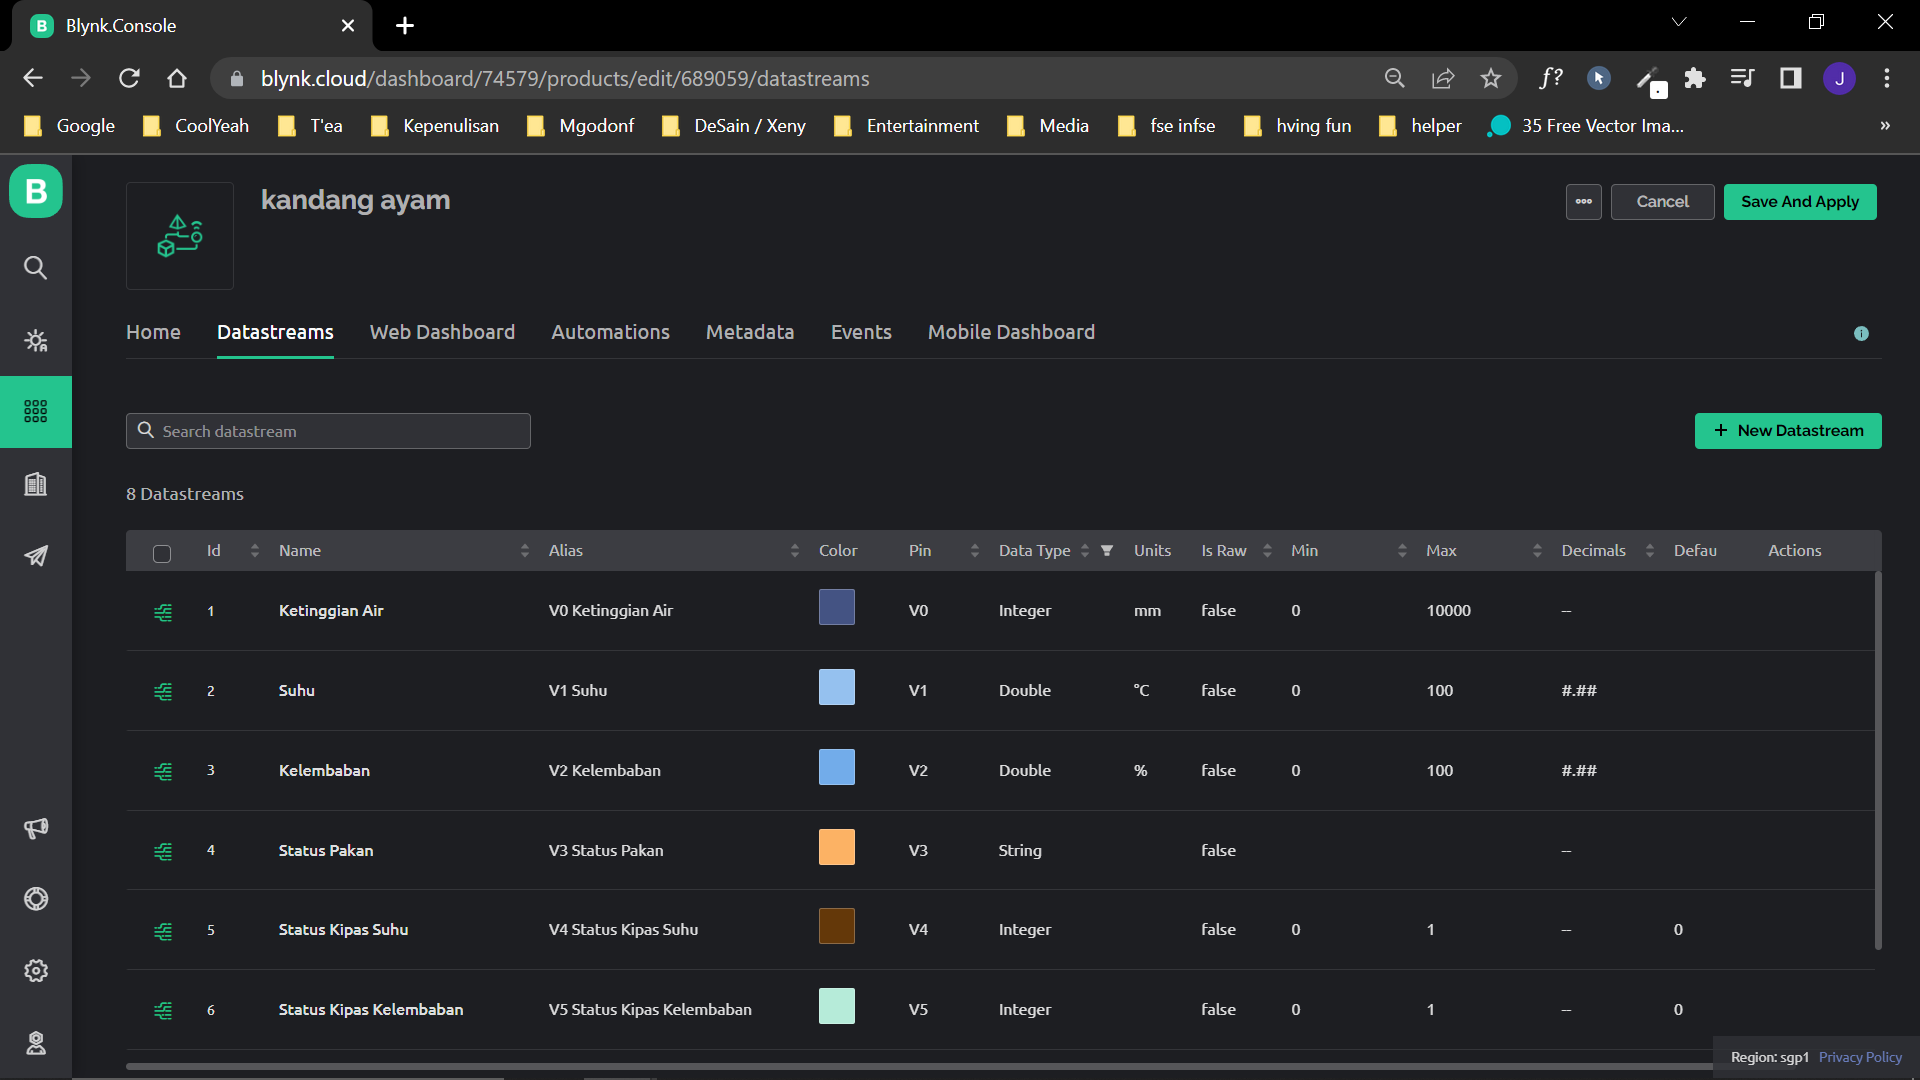 B Blynk.Console
blynk.cloud/dashboard/74579/products/edit/689059/datastreams
f? J
Google CoolYeah T'ea Kepenulisan Mgodonf DeSain / Xeny Entertainment Media fse infse hving fun helper 35 Free Vector Ima... »
B
kandang ayam
Cancel
Save And Apply
Home Datastreams Web Dashboard Automations Metadata Events Mobile Dashboard
Search datastream
+ New Datastream
8 Datastreams
Id Name Alias Color Pin Data Type Units Is Raw Min Max Decimals Defau Actions
1 Ketinggian Air V0 Ketinggian Air V0 Integer mm false 0 10000 --
2 Suhu V1 Suhu V1 Double °C false 0 100 #.##
3 Kelembaban V2 Kelembaban V2 Double % false 0 100 #.##
4 Status Pakan V3 Status Pakan V3 String false --
5 Status Kipas Suhu V4 Status Kipas Suhu V4 Integer false 0 1 -- 0
6 Status Kipas Kelembaban V5 Status Kipas Kelembaban V5 Integer false 0 1 -- 0
Region: sgp1 Privacy Policy